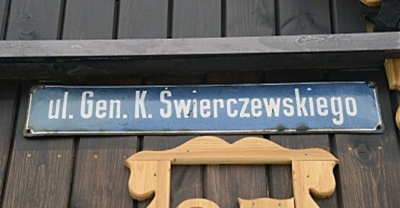 ul. Gen. K. Świerczewskiego